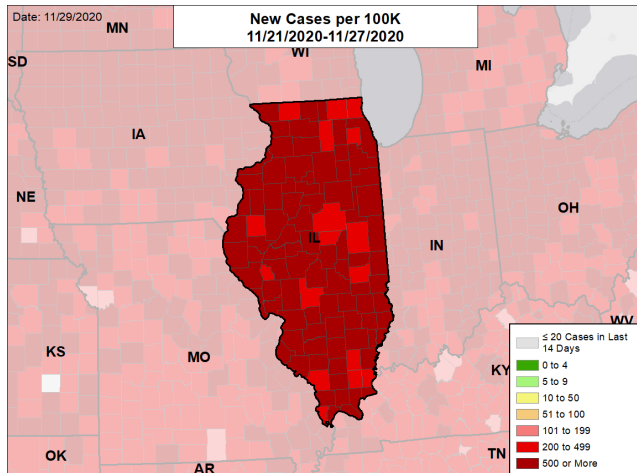 Date: 11/29/2020
New Cases per 100K
11/21/2020-11/27/2020
MN
WI
SD
MI
IA
NE
OH
IL
IN
WV
KS
MO
KY
OK
AR
TN
≤ 20 Cases in Last
14 Days
0 to 4
5 to 9
10 to 50
51 to 100
101 to 199
200 to 499
500 or More